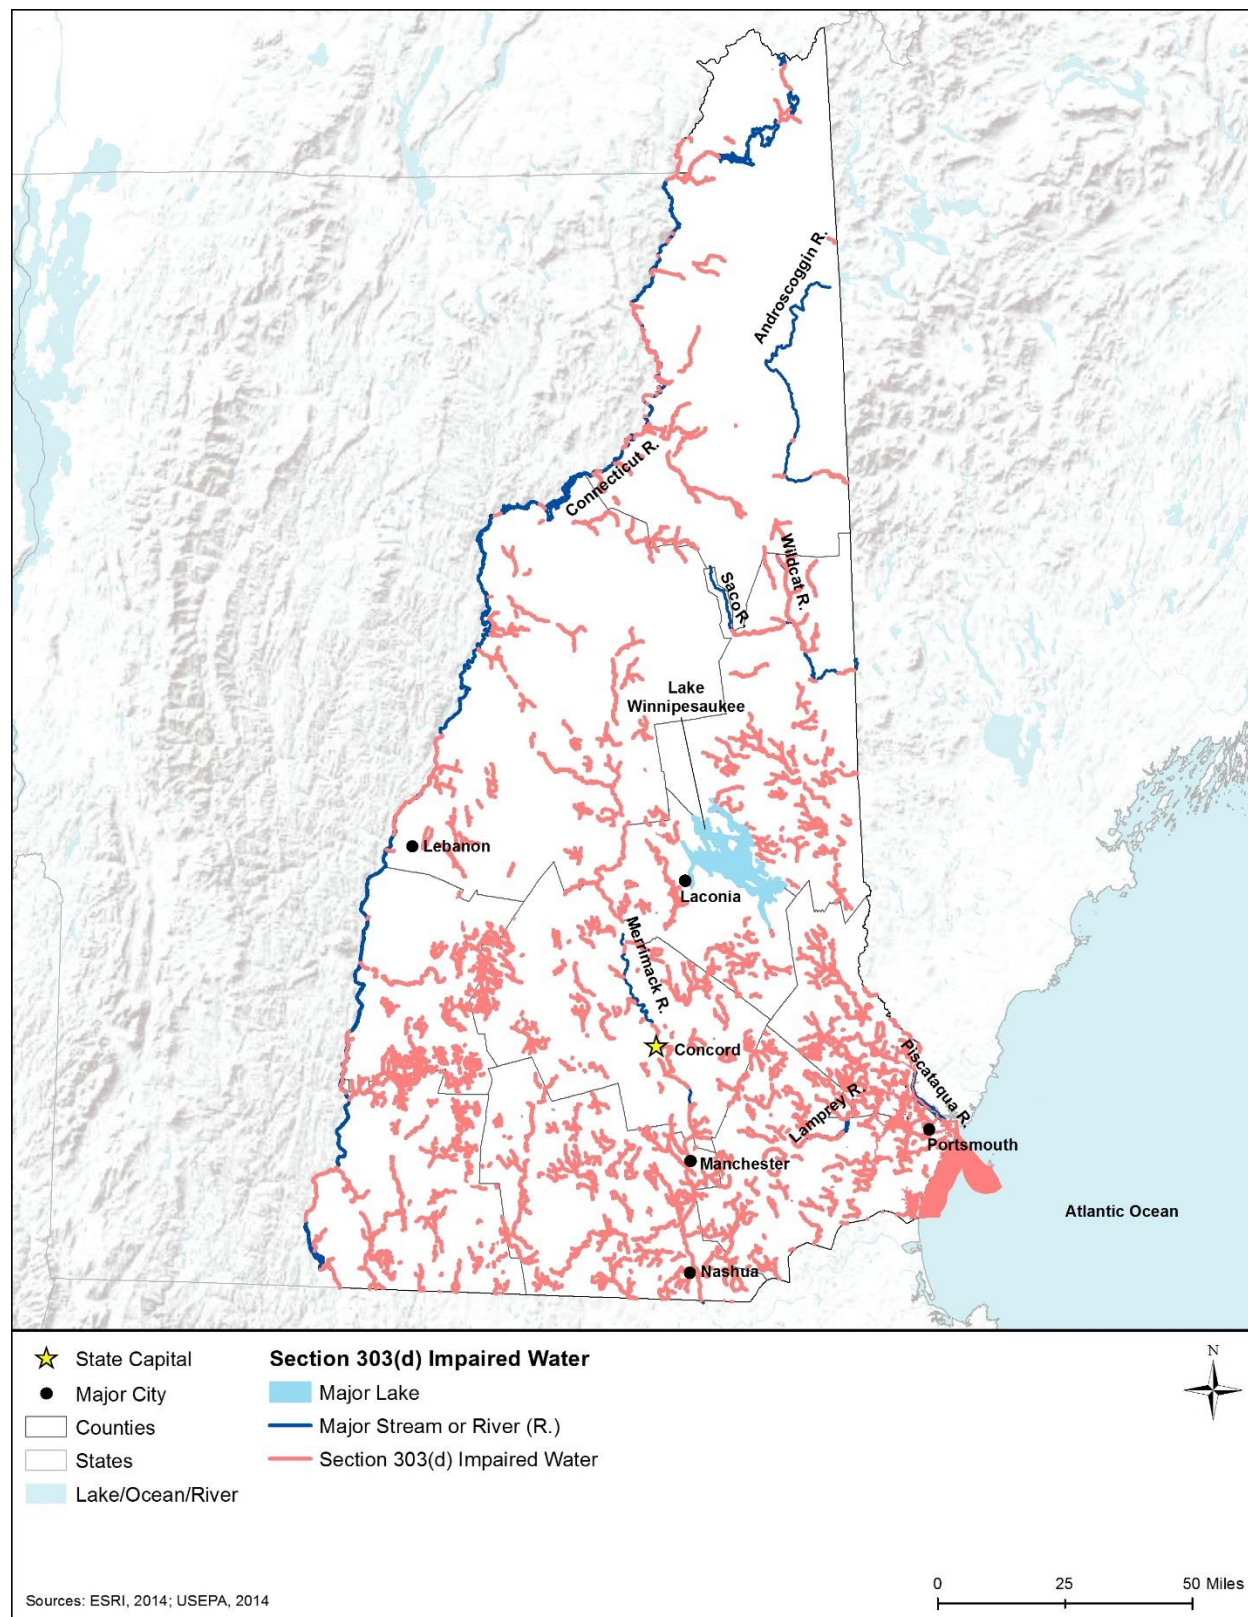 Androscoggin R.
Connecticut R.
Wildcat R.
Saco R.
Lake
Winnipesaukee
Lebanon
Laconia
Merrimack R.
Concord
Piscataqua R.
Lamprey R.
Portsmouth
Manchester
Atlantic Ocean
Nashua
State Capital
Major City
Counties
States
Lake/Ocean/River
Section 303(d) Impaired Water
Major Lake
Major Stream or River (R.)
Section 303(d) Impaired Water
N
Sources: ESRI, 2014; USEPA, 2014
0 25 50 Miles